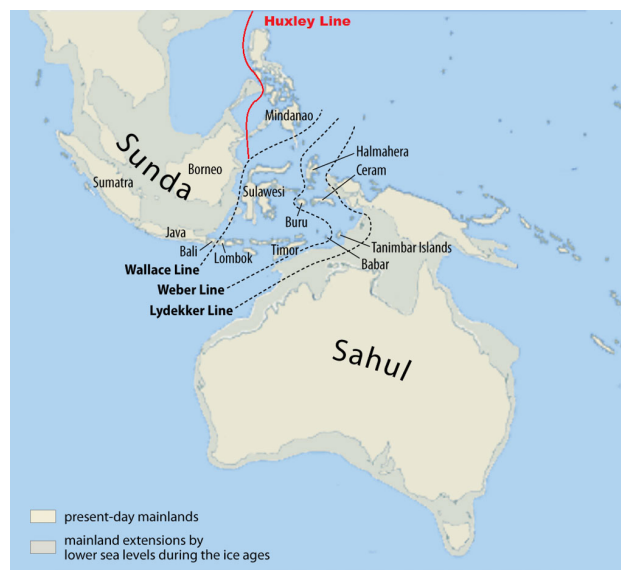 Huxley Line
Mindanao
Halmahera
Ceram
Sunda
Borneo
Sumatra
Sulawesi
Buru
Java
Bali
Lombok
Timor
Tanimbar Islands
Babar
Wallace Line
Weber Line
Lydekker Line
Sahul
present-day mainlands
mainland extensions by
lower sea levels during the ice ages